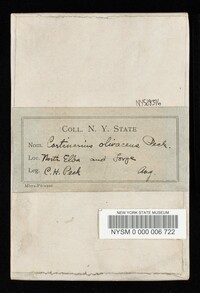 COLL. N. Y. STATE
Nom. Cortinarius olivaceus Peck.
Loc. North Elba and Forge
Leg. C. H. Peck Aug.
NEW YORK STATE MUSEUM
NYSM 0 000 006 722